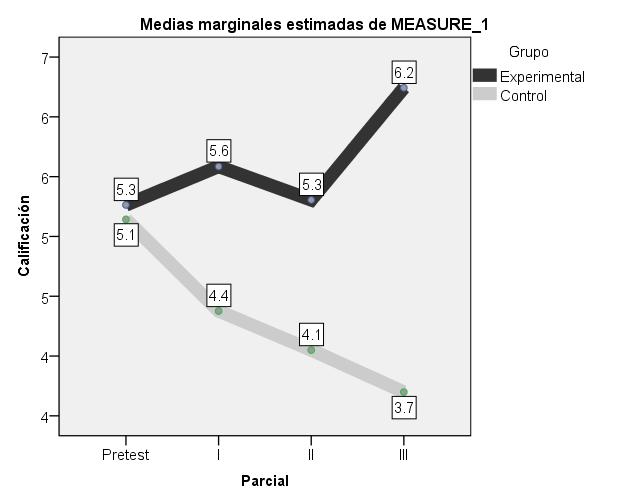 Medias marginales estimadas de MEASURE_1
Grupo
Experimental
Control
7
6
6
5
5
4
4
Calificación
5.3
5.6
5.3
6.2
5.1
4.4
4.1
3.7
Pretest
I
II
III
Parcial